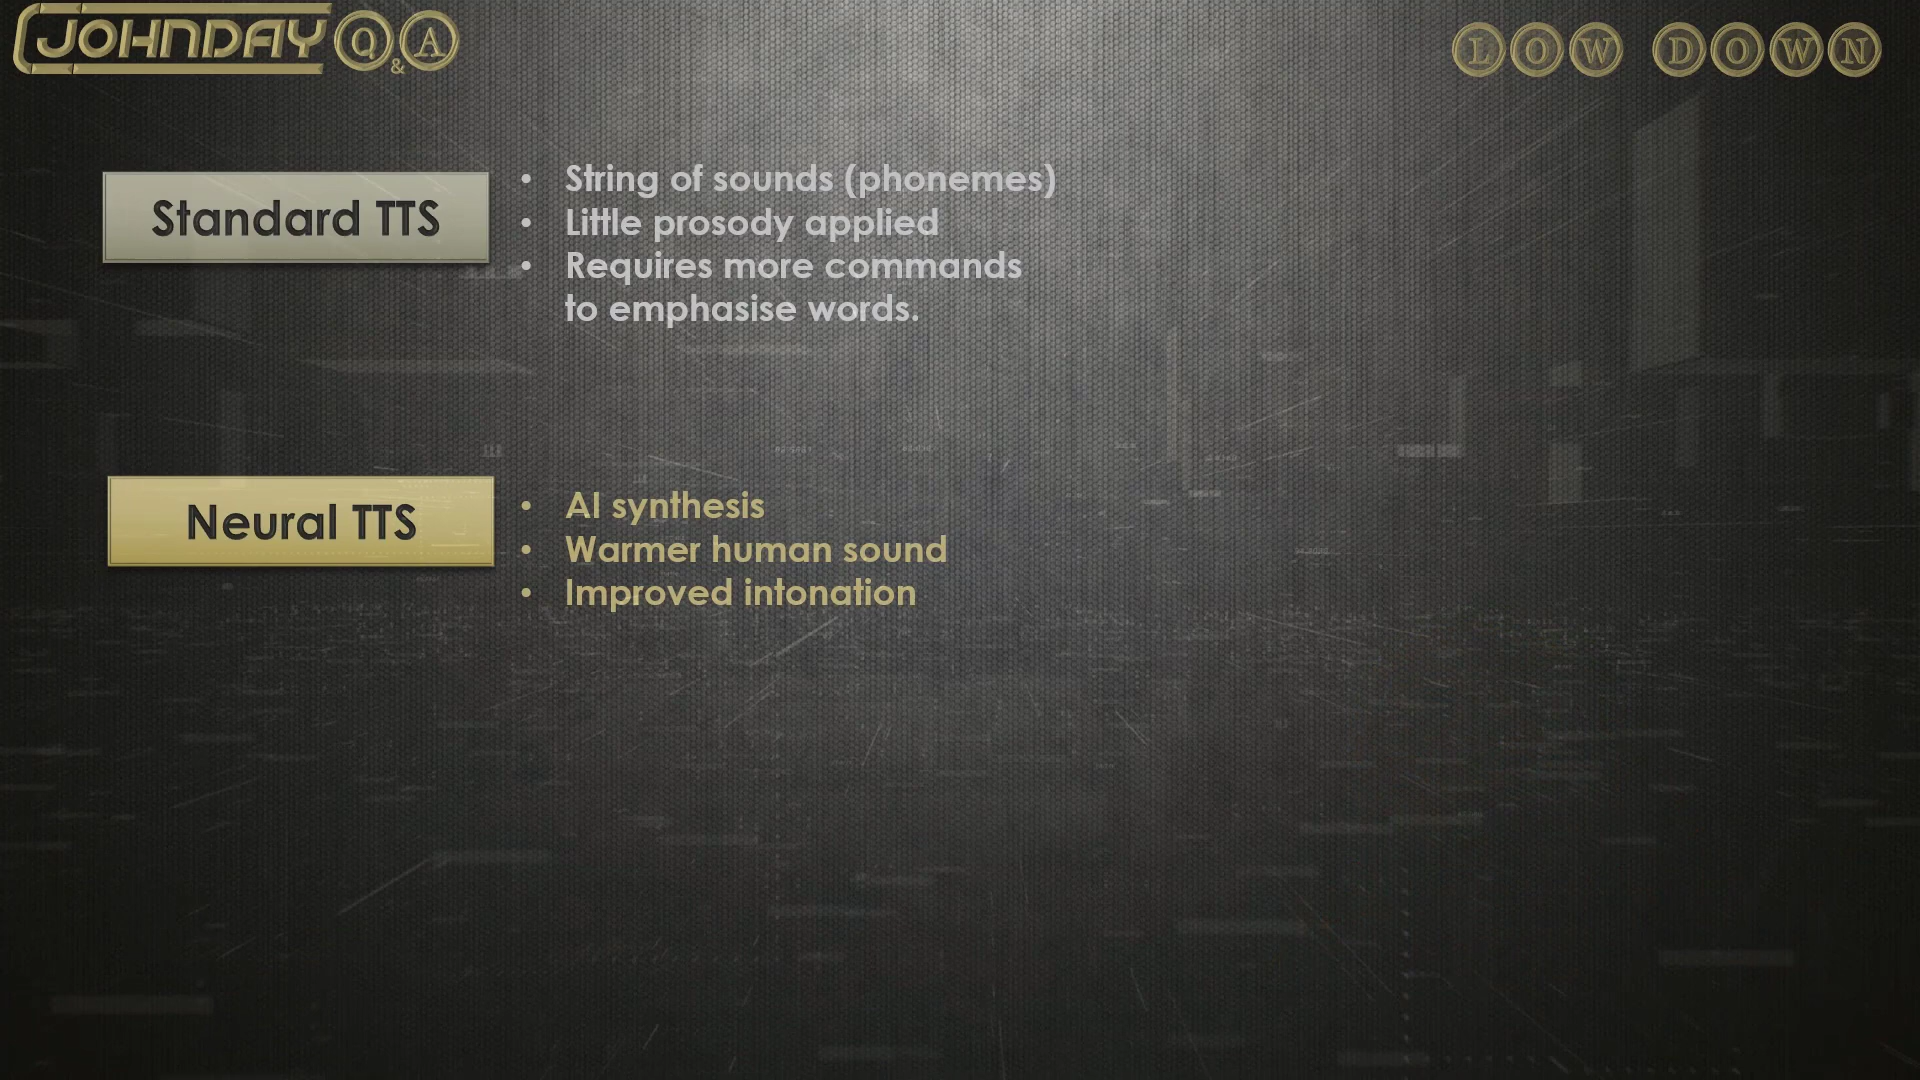 JOHNDAY Q & A
LOW DOWN
Standard TTS
• String of sounds (phonemes)
• Little prosody applied
• Requires more commands
to emphasise words.
Neural TTS
• AI synthesis
• Warmer human sound
• Improved intonation